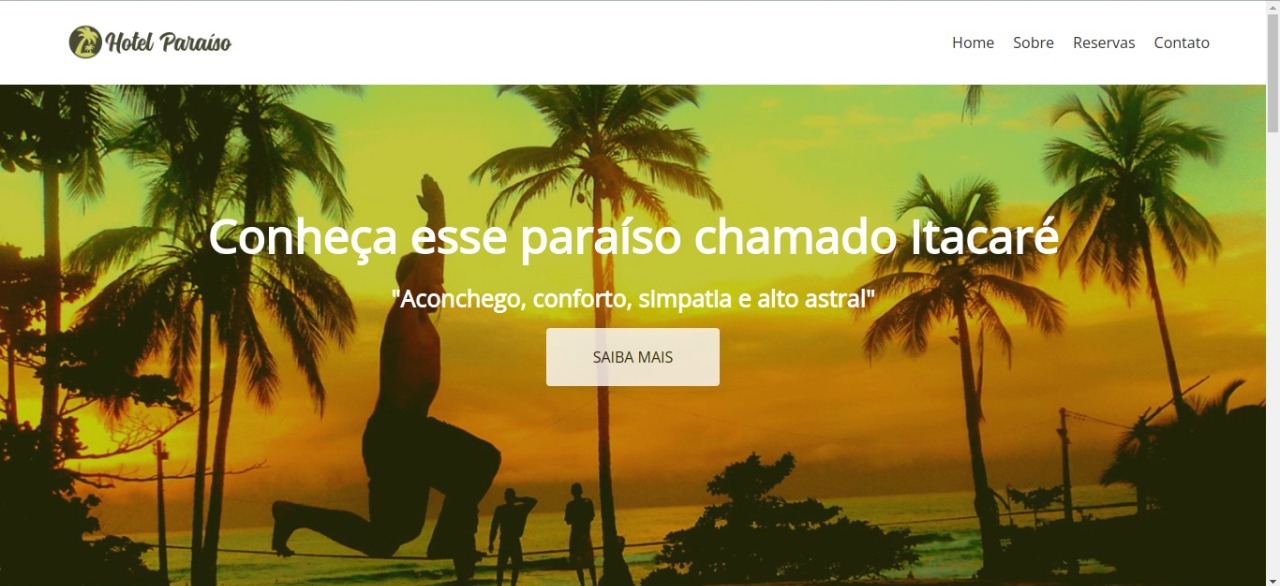 Hotel Paraíso
Home Sobre Reservas Contato
Conheça esse paraíso chamado Itacaré
"Aconchego, conforto, simpatia e alto astral"
SAIBA MAIS